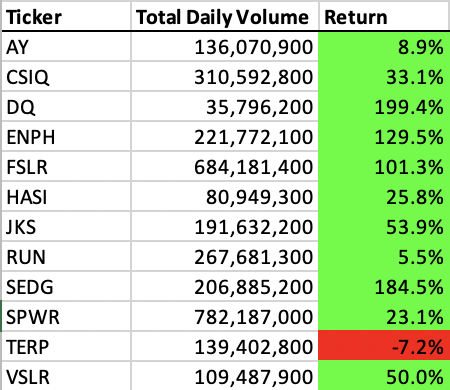 Ticker Total Daily Volume Return
AY 136,070,900 8.9%
CSIQ 310,592,800 33.1%
DQ 35,796,200 199.4%
ENPH 221,772,100 129.5%
FSLR 684,181,400 101.3%
HASI 80,949,300 25.8%
JKS 191,632,200 53.9%
RUN 267,681,300 5.5%
SEDG 206,885,200 184.5%
SPWR 782,187,000 23.1%
TERP 139,402,800 -7.2%
VSLR 109,487,900 50.0%